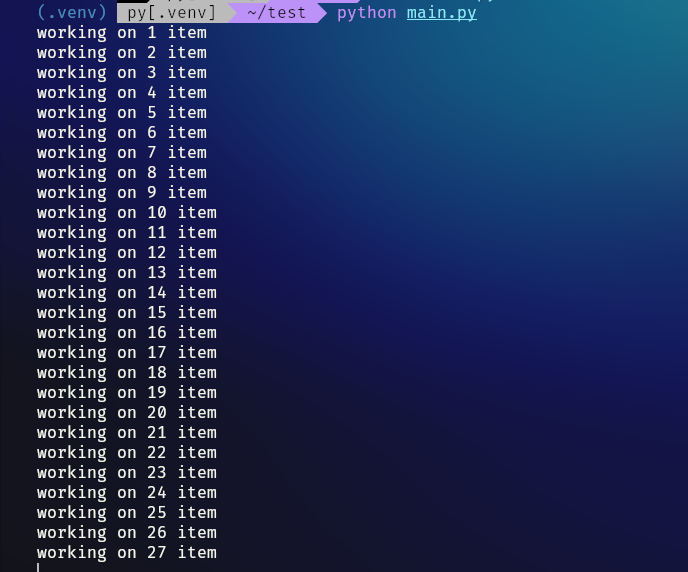 (.venv) py[.venv] ~/test python main.py
working on 1 item
working on 2 item
working on 3 item
working on 4 item
working on 5 item
working on 6 item
working on 7 item
working on 8 item
working on 9 item
working on 10 item
working on 11 item
working on 12 item
working on 13 item
working on 14 item
working on 15 item
working on 16 item
working on 17 item
working on 18 item
working on 19 item
working on 20 item
working on 21 item
working on 22 item
working on 23 item
working on 24 item
working on 25 item
working on 26 item
working on 27 item